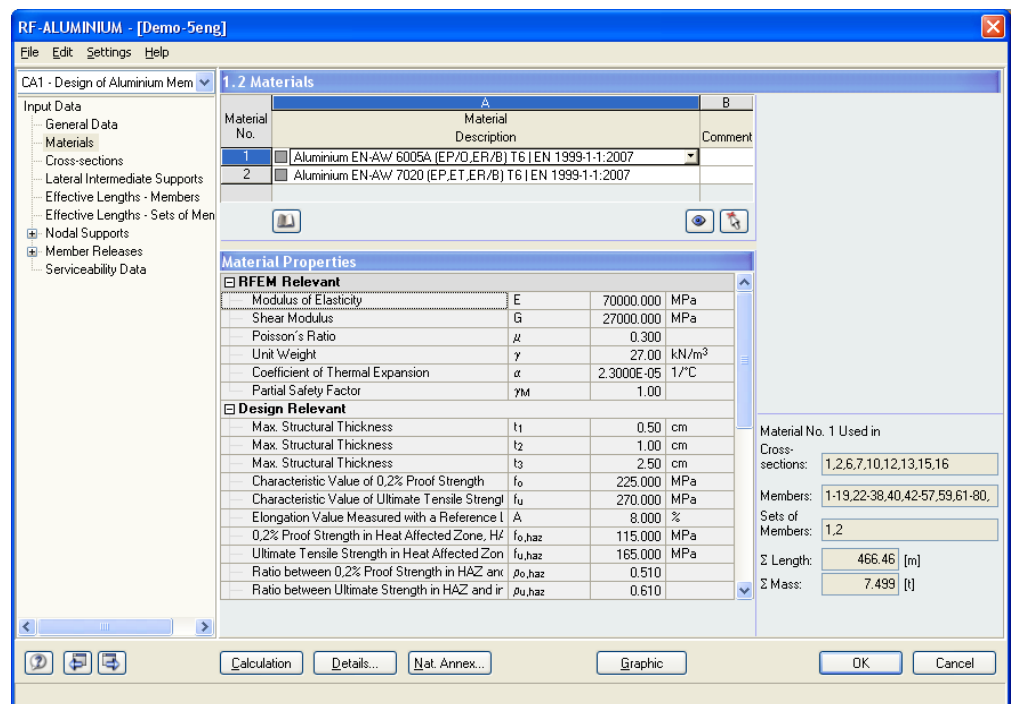 RF-ALUMINIUM - [Demo-5eng]
File Edit Settings Help
CA1 - Design of Aluminium Mem
Input Data
General Data
Materials
Cross-sections
Lateral Intermediate Supports
Effective Lengths - Members
Effective Lengths - Sets of Men
Nodal Supports
Member Releases
Serviceability Data
1.2 Materials
A B
Material No. Material Description Comment
1 Aluminium EN-AW 6005A (EP/O,ER/B) T6 | EN 1999-1-1:2007
2 Aluminium EN-AW 7020 (EP,ET,ER/B) T6 | EN 1999-1-1:2007
Material Properties
RFEM Relevant
Modulus of Elasticity E 70000.000 MPa
Shear Modulus G 27000.000 MPa
Poisson´s Ratio μ 0.300
Unit Weight γ 27.00 kN/m3
Coefficient of Thermal Expansion α 2.3000E-05 1/°C
Partial Safety Factor γM 1.00
Design Relevant
Max. Structural Thickness t1 0.50 cm
Max. Structural Thickness t2 1.00 cm
Max. Structural Thickness t3 2.50 cm
Characteristic Value of 0,2% Proof Strength fo 225.000 MPa
Characteristic Value of Ultimate Tensile Strengt fu 270.000 MPa
Elongation Value Measured with a Reference L A 8.000 %
0,2% Proof Strength in Heat Affected Zone, HA fo,haz 115.000 MPa
Ultimate Tensile Strength in Heat Affected Zon fu,haz 165.000 MPa
Ratio between 0,2% Proof Strength in HAZ and ρo,haz 0.510
Ratio between Ultimate Strength in HAZ and ir ρu,haz 0.610
Material No. 1 Used in
Cross-sections: 1,2,6,7,10,12,13,15,16
Members: 1-19,22-38,40,42-57,59,61-80,
Sets of Members: 1,2
Σ Length: 466.46 [m]
Σ Mass: 7.499 [t]
Calculation Details... Nat. Annex... Graphic OK Cancel